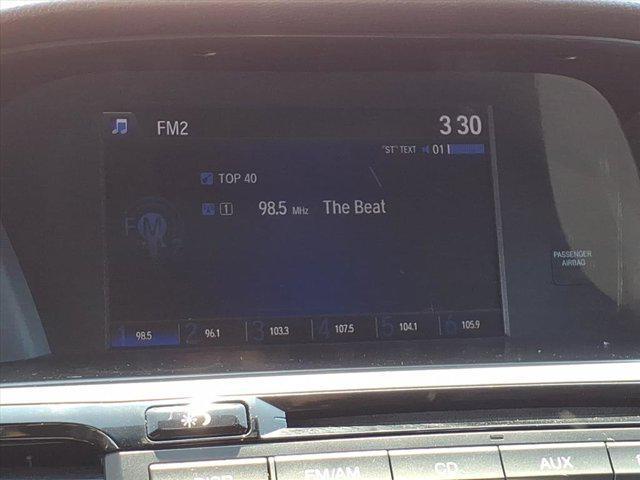 FM2 3 30
"ST" TEXT 01
TOP 40
1 98.5 MHz The Beat
PASSENGER
AIRBAG
1 98.5 2 96.1 3 103.3 4 107.5 5 104.1 6 105.9
DISP FM/AM CD AUX